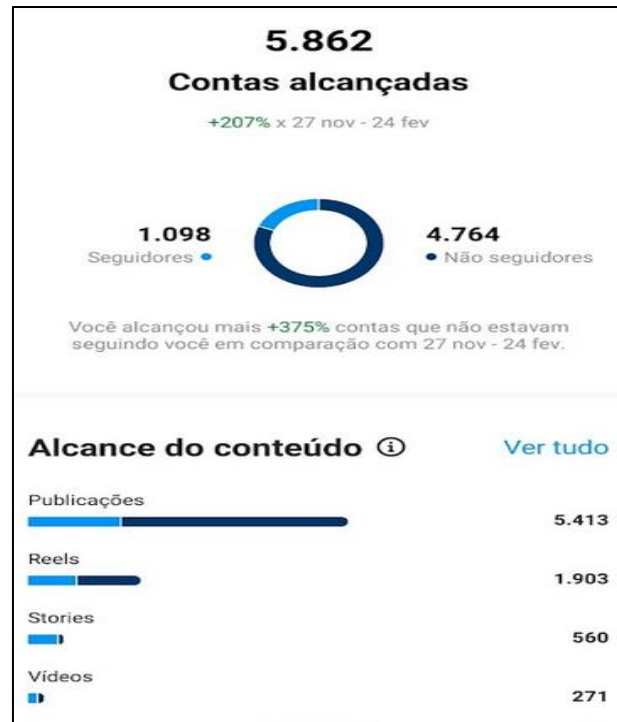 5.862
Contas alcançadas
+207% x 27 nov - 24 fev
1.098
Seguidores
4.764
Não seguidores
Você alcançou mais +375% contas que não estavam
seguindo você em comparação com 27 nov - 24 fev.
Alcance do conteúdo Ver tudo
Publicações
5.413
Reels
1.903
Stories
560
Vídeos
271